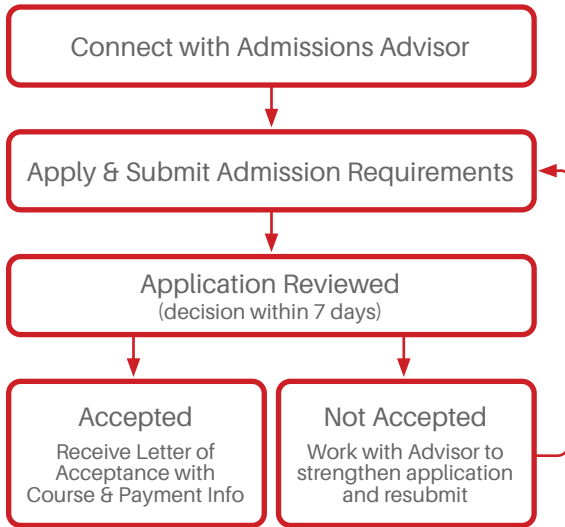 Connect with Admissions Advisor
Apply & Submit Admission Requirements
Application Reviewed
(decision within 7 days)
Accepted
Receive Letter of
Acceptance with
Course & Payment Info
Not Accepted
Work with Advisor to
strengthen application
and resubmit